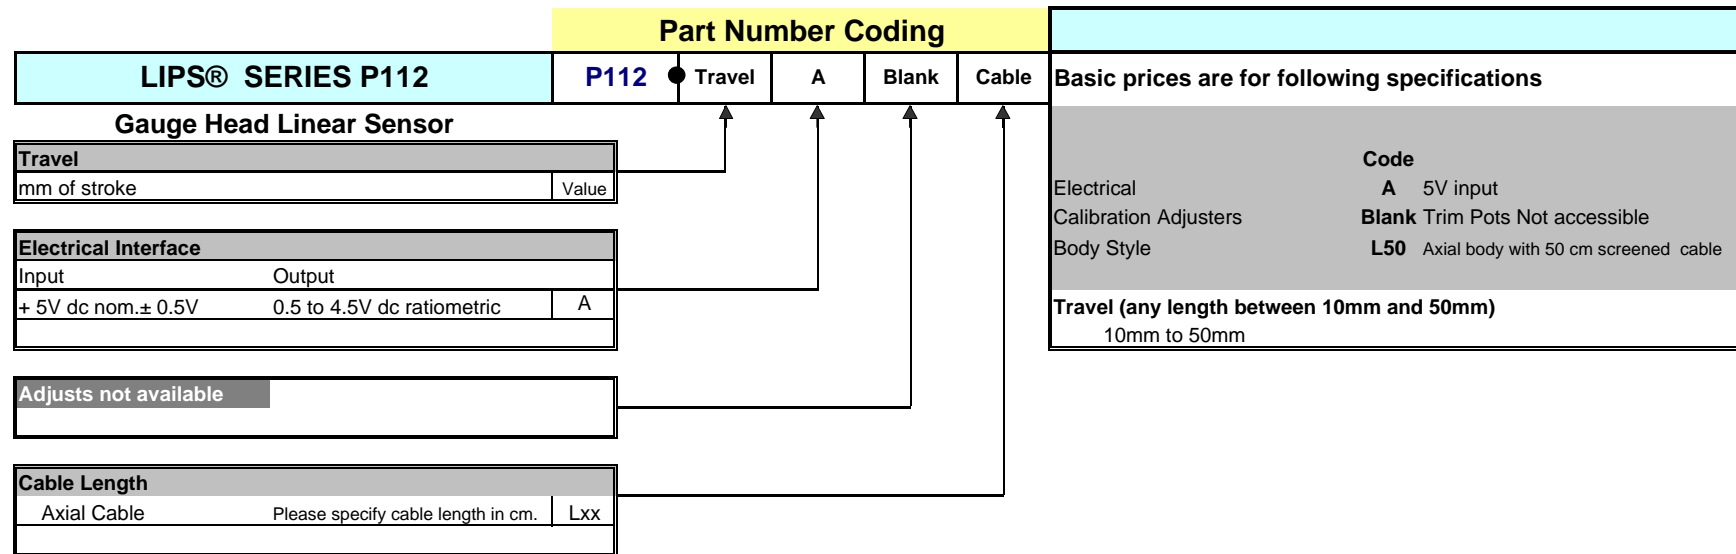 Part Number Coding
LIPS® SERIES P112 P112 Travel A Blank Cable Basic prices are for following specifications
Gauge Head Linear Sensor
Travel
mm of stroke Value
Electrical Interface
Input Output
+ 5V dc nom.± 0.5V 0.5 to 4.5V dc ratiometric A
Adjusts not available
Cable Length
Axial Cable Please specify cable length in cm. Lxx
Code
Electrical A 5V input
Calibration Adjusters Blank Trim Pots Not accessible
Body Style L50 Axial body with 50 cm screened cable
Travel (any length between 10mm and 50mm)
10mm to 50mm